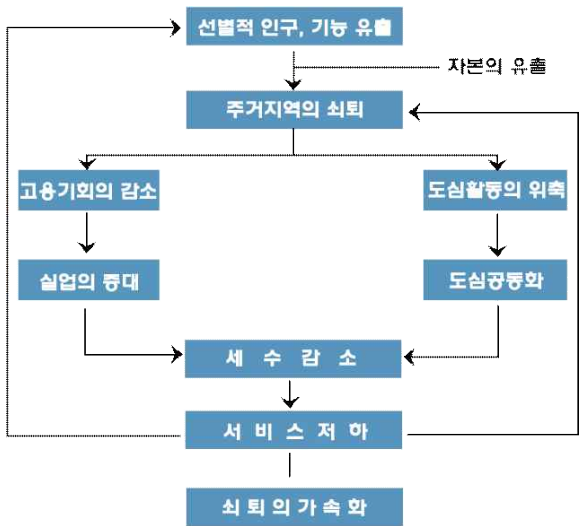 선별적 인구, 기능 유출
자본의 유출
주거지역의 쇠퇴
고용기회의 감소
도심활동의 위축
실업의 증대
도심공동화
세 수 감 소
서 비 스 저 하
쇠 퇴 의 가 속 화